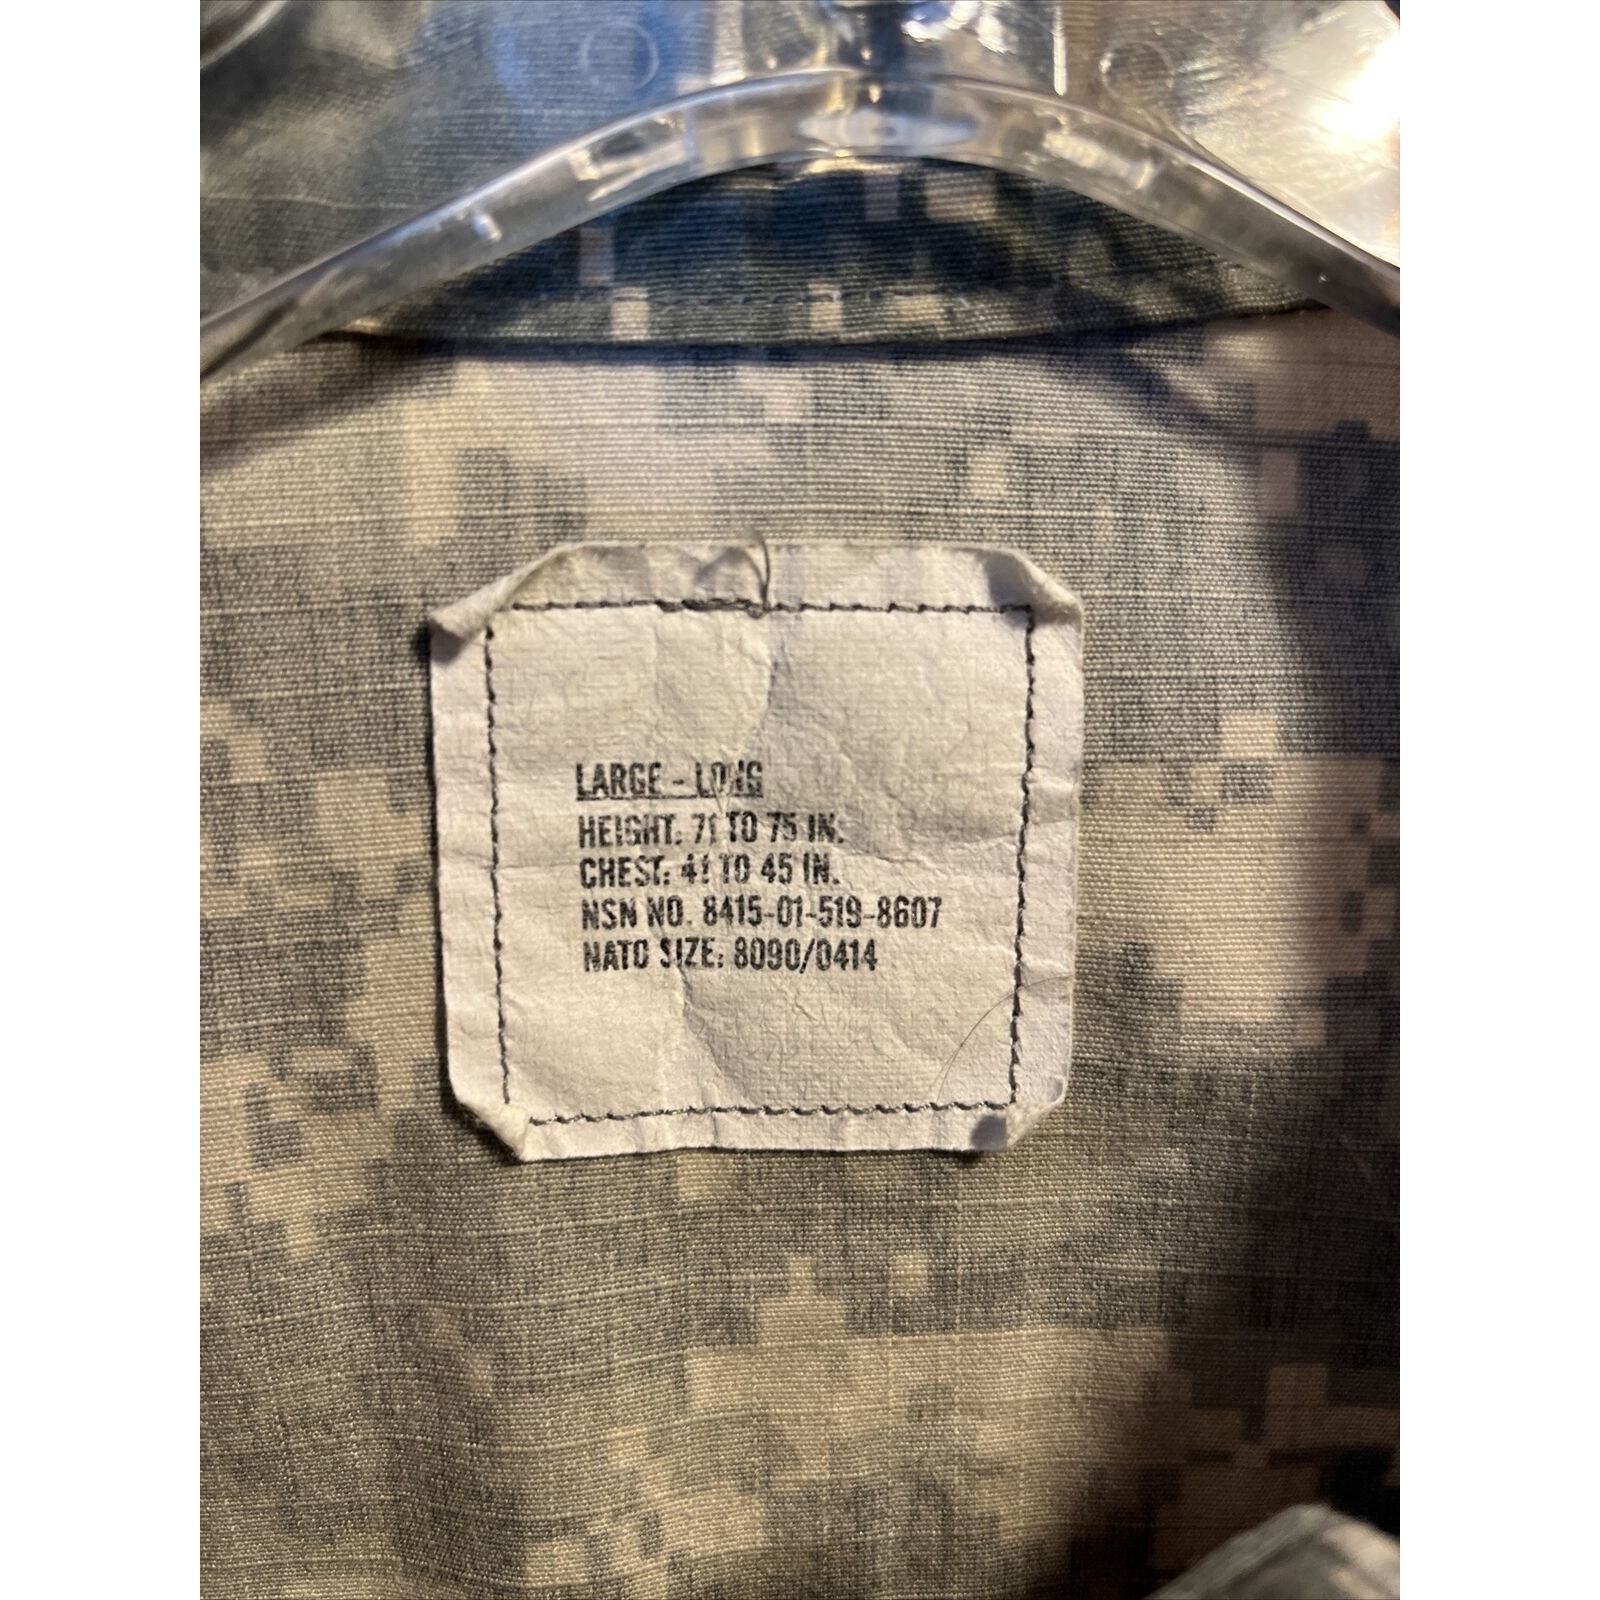 LARGE - LONG
HEIGHT: 71 TO 75 IN.
CHEST: 41 TO 45 IN.
NSN NO. 8415-01-519-8607
NATO SIZE: 8090/0414